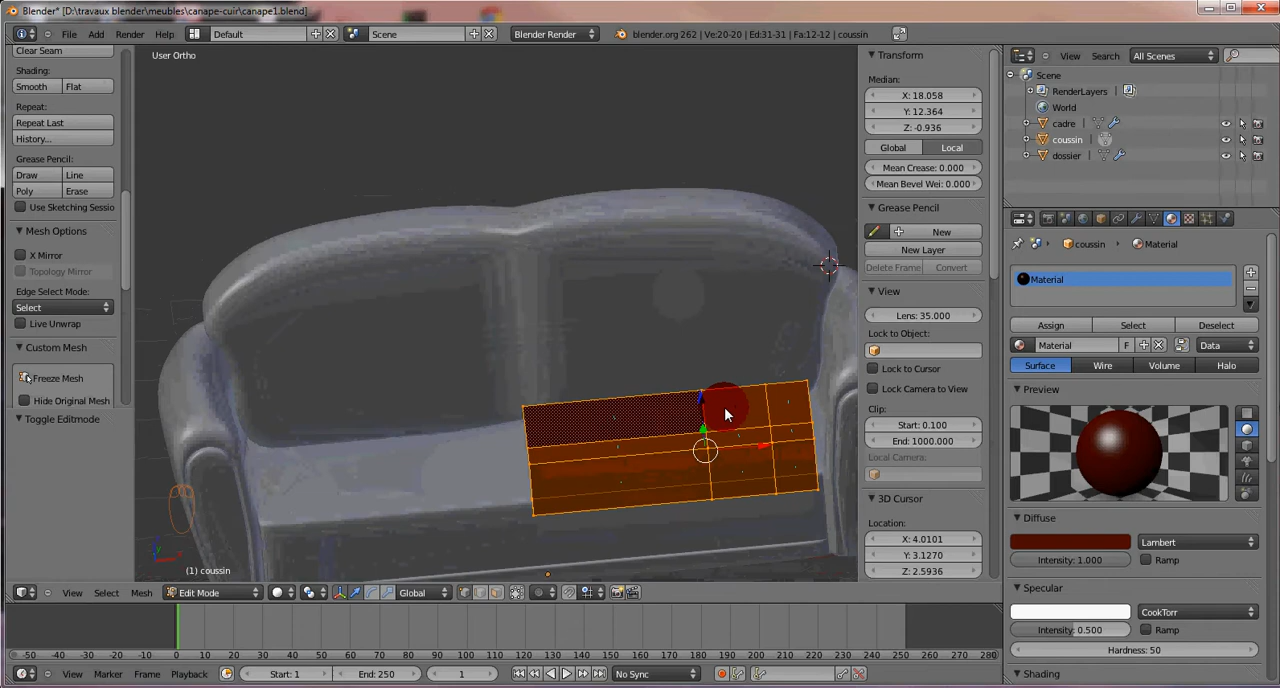 Blender* [D:\travaux blender\meubles\canape-cuir\canape1.blend]
File Add Render Help Default Scene Blender Render blender.org 262 | Ve:20-20 | Ed:31-31 | Fa:12-12 | coussin
Clear Seam
Shading:
Smooth Flat
Repeat:
Repeat Last
History...
Grease Pencil:
Draw Line
Poly Erase
Use Sketching Sessio
Mesh Options
X Mirror
Topology Mirror
Edge Select Mode:
Select
Live Unwrap
Custom Mesh
Freeze Mesh
Hide Original Mesh
Toggle Editmode
User Ortho
(1) coussin
View Select Mesh Edit Mode Global
Transform
Median:
X: 18.058
Y: 12.364
Z: -0.936
Global Local
Mean Crease: 0.000
Mean Bevel Wei: 0.000
Grease Pencil
New
New Layer
Delete Frame Convert
View
Lens: 35.000
Lock to Object:
Lock to Cursor
Lock Camera to View
Clip:
Start: 0.100
End: 1000.000
Local Camera:
3D Cursor
Location:
X: 4.0101
Y: 3.1270
Z: 2.5936
View Search All Scenes
Scene
RenderLayers |
World
cadre |
coussin |
dossier |
coussin Material
Material
Assign Select Deselect
Material F Data
Surface Wire Volume Halo
Preview
Diffuse
Lambert
Intensity: 1.000 Ramp
Specular
CookTorr
Intensity: 0.500 Ramp
Hardness: 50
Shading
-50 -40 -30 -20 -10 0 10 20 30 40 50 60 70 80 90 100 110 120 130 140 150 160 170 180 190 200 210 220 230 240 250 260 270 280
View Marker Frame Playback Start: 1 End: 250 1 No Sync